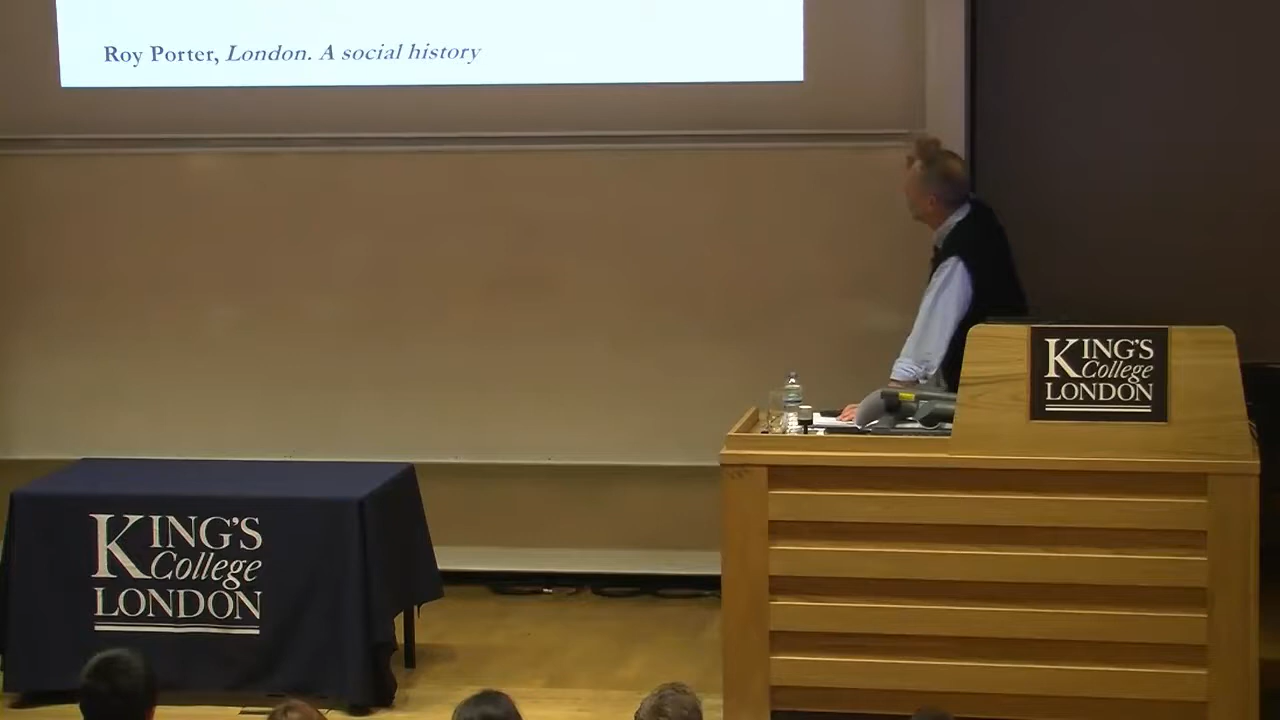 Roy Porter, London. A social history
KING'S
College
LONDON
KING'S
College
LONDON